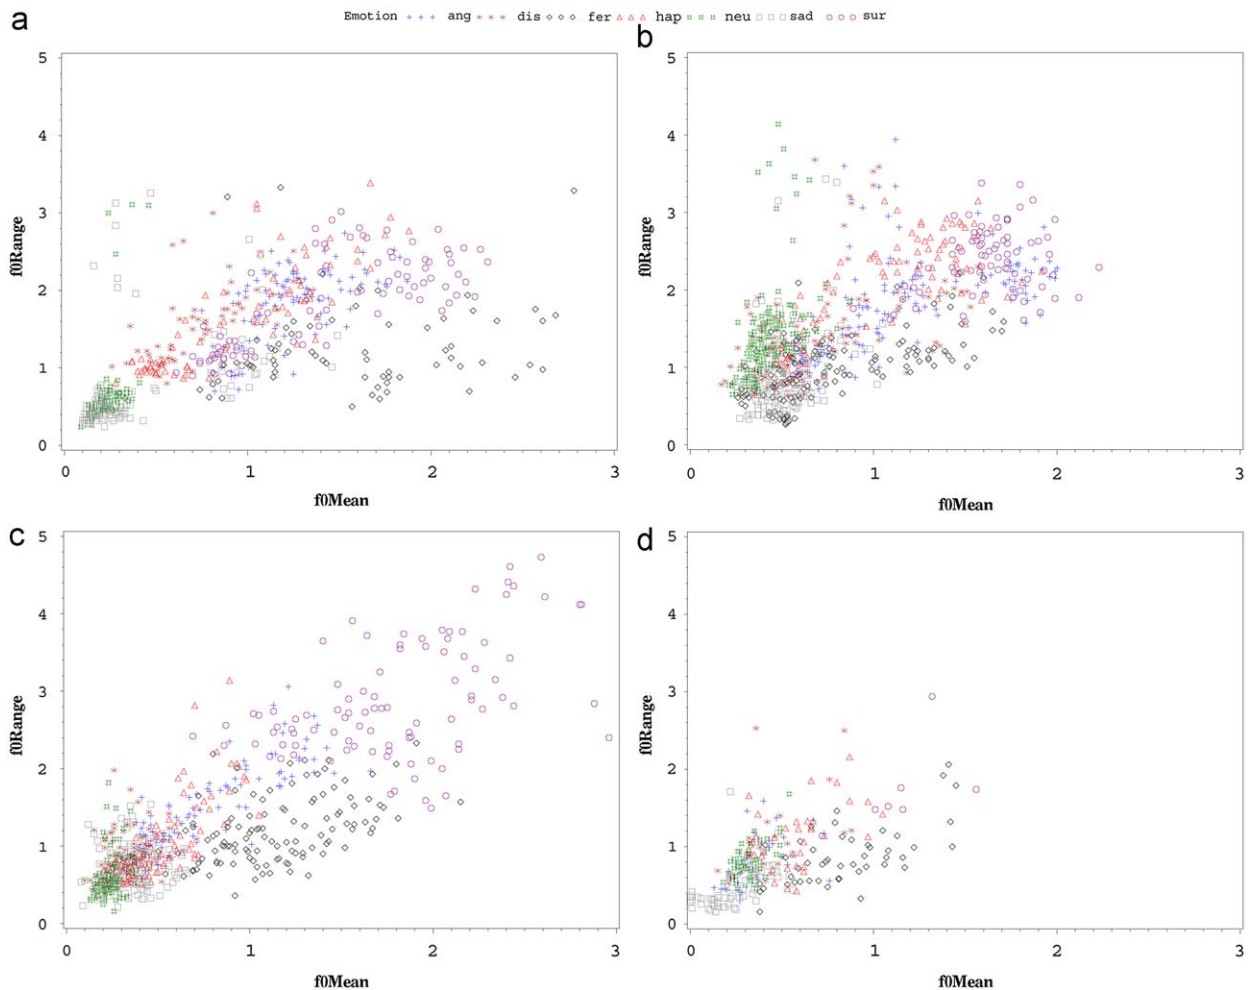 a
Emotion + + + ang * * * dis ◇ ◇ ◇ fer △ △ △ hap ⌗ ⌗ ⌗ neu □ □ □ sad ○ ○ ○ sur
b
5
4
3
2
1
0
f0Range
0 1 2 3
f0Mean
5
4
3
2
1
0
f0Range
0 1 2 3
f0Mean
c
5
4
3
2
1
0
f0Range
0 1 2 3
f0Mean
d
5
4
3
2
1
0
f0Range
0 1 2 3
f0Mean